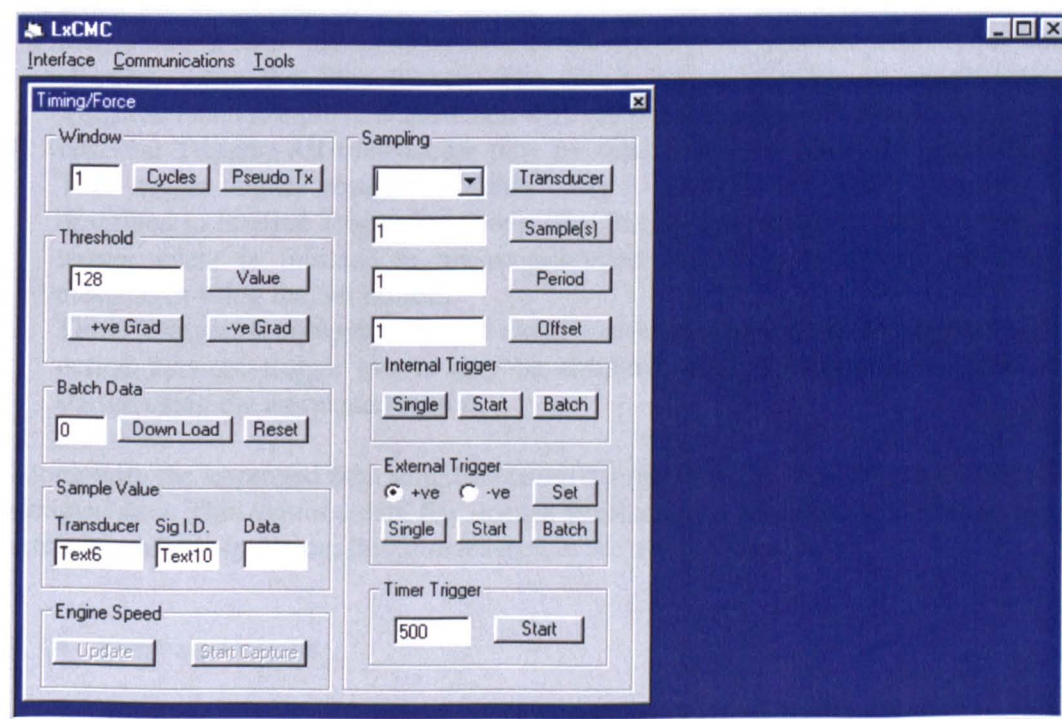 LxCMC
Interface Communications Tools
Timing/Force
Window
1 Cycles Pseudo Tx
Threshold
128 Value
+ve Grad -ve Grad
Batch Data
0 Down Load Reset
Sample Value
Transducer Sig I.D. Data
Text6 Text10
Engine Speed
Update Start Capture
Sampling
Transducer
1 Sample(s)
1 Period
1 Offset
Internal Trigger
Single Start Batch
External Trigger
+ve -ve Set
Single Start Batch
Timer Trigger
500 Start